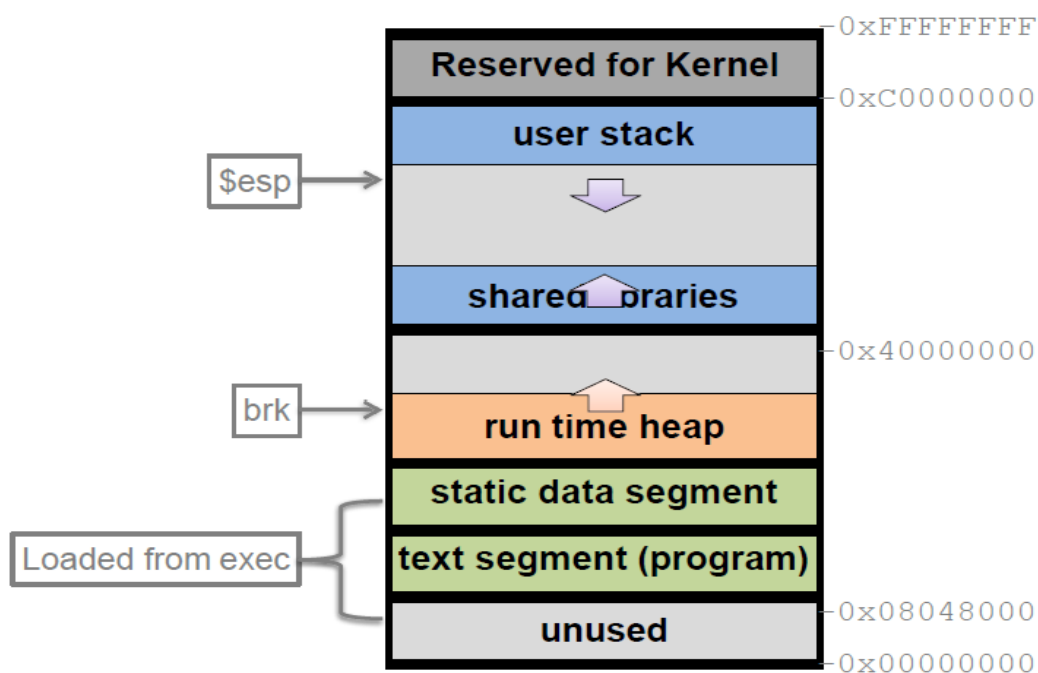 0xFFFFFFFF
Reserved for Kernel
0xC0000000
user stack
$esp
shared braries
0x40000000
brk
run time heap
static data segment
Loaded from exec
text segment (program)
0x08048000
unused
0x00000000